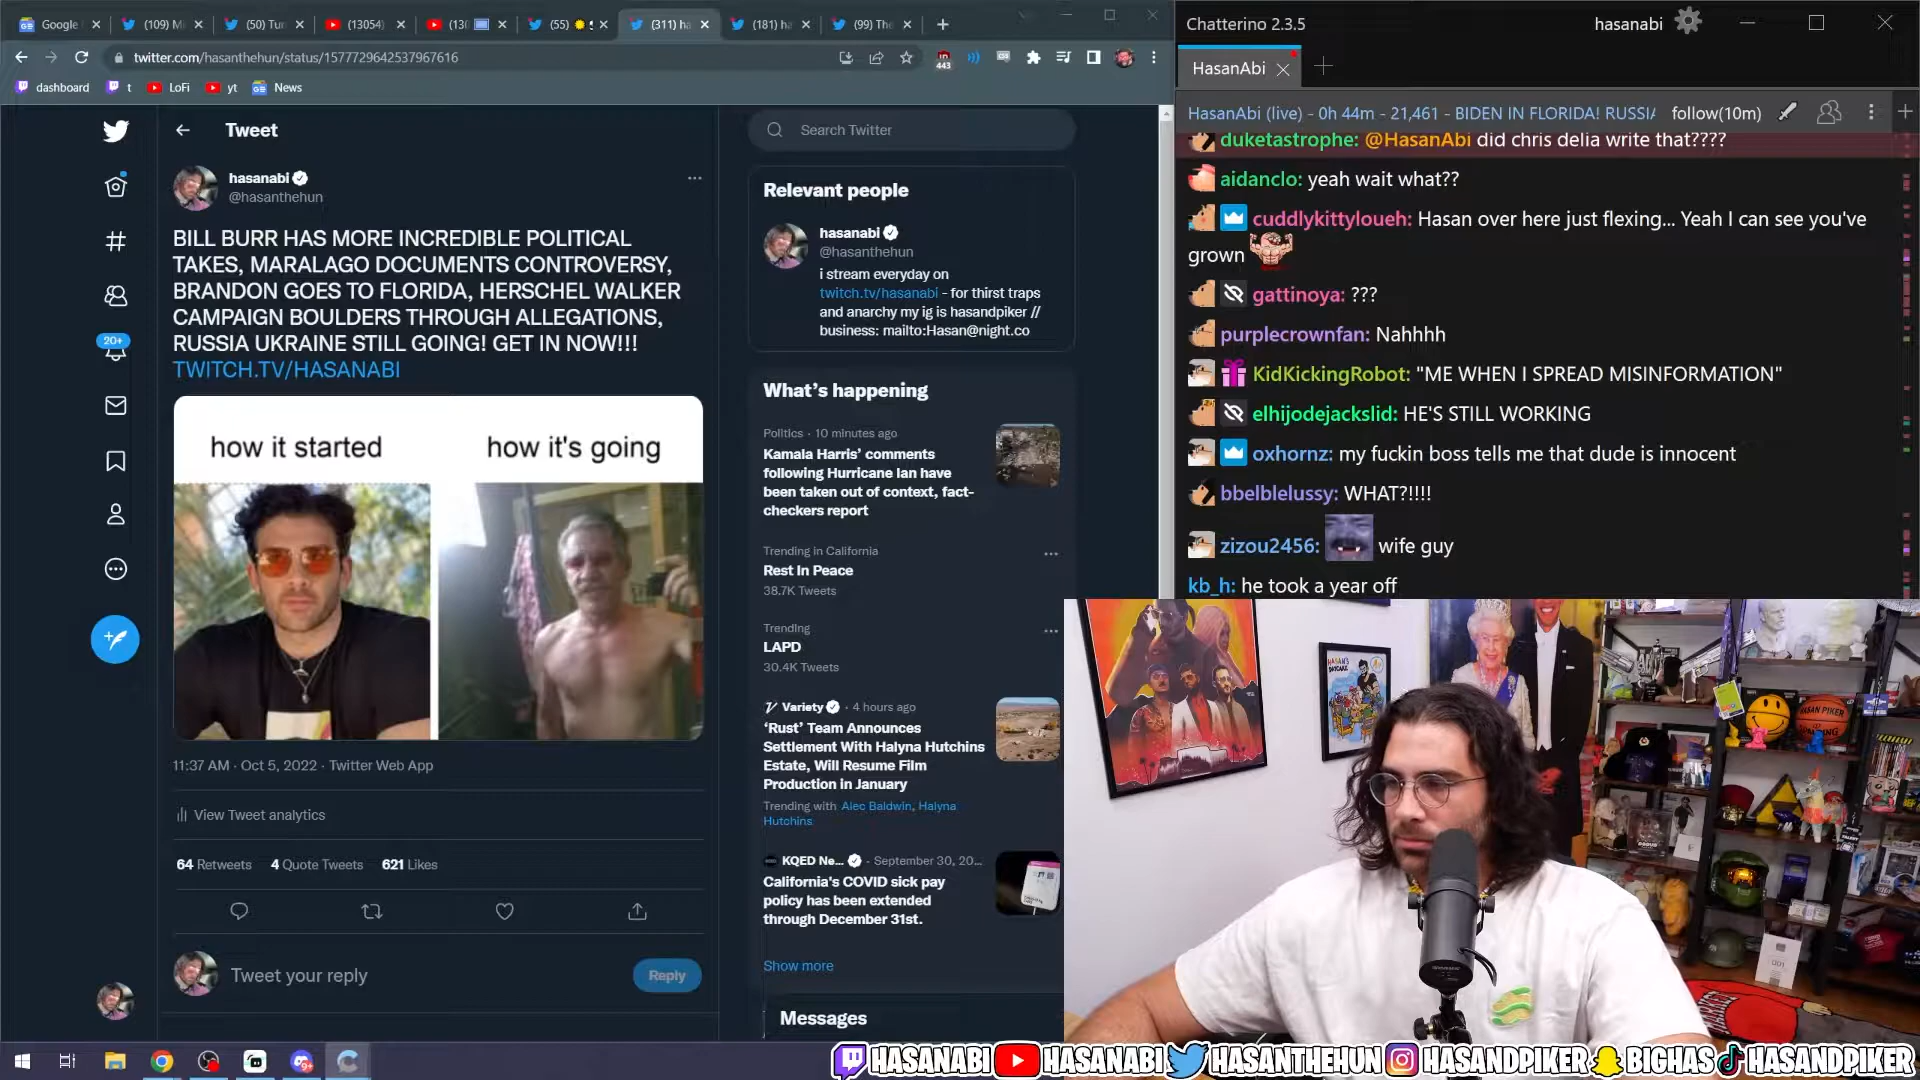 Google
(109) Mi
(50) Tur
(13054)
(13(
(55)
(311) ha
(181) ha
(99) The
twitter.com/hasanthehun/status/1577729642537967616
443
dashboard
t
LoFi
yt
News
Tweet
hasanabi
@hasanthehun
BILL BURR HAS MORE INCREDIBLE POLITICAL
TAKES, MARALAGO DOCUMENTS CONTROVERSY,
BRANDON GOES TO FLORIDA, HERSCHEL WALKER
CAMPAIGN BOULDERS THROUGH ALLEGATIONS,
RUSSIA UKRAINE STILL GOING! GET IN NOW!!!
TWITCH.TV/HASANABI
20+
how it started
how it's going
11:37 AM · Oct 5, 2022 · Twitter Web App
View Tweet analytics
64 Retweets 4 Quote Tweets 621 Likes
Tweet your reply
Reply
Search Twitter
Relevant people
hasanabi
@hasanthehun
i stream everyday on
twitch.tv/hasanabi - for thirst traps
and anarchy my ig is hasandpiker //
business: mailto:Hasan@night.co
What's happening
Politics · 10 minutes ago
Kamala Harris' comments
following Hurricane Ian have
been taken out of context, fact-
checkers report
Trending in California
Rest In Peace
38.7K Tweets
Trending
LAPD
30.4K Tweets
Variety · 4 hours ago
'Rust' Team Announces
Settlement With Halyna Hutchins
Estate, Will Resume Film
Production in January
Trending with Alec Baldwin, Halyna
Hutchins
KQED Ne... · September 30, 20...
California's COVID sick pay
policy has been extended
through December 31st.
Show more
Messages
Chatterino 2.3.5
hasanabi
HasanAbi
HasanAbi (live) - 0h 44m - 21,461 - BIDEN IN FLORIDA! RUSSIA
follow(10m)
duketastrophe: @HasanAbi did chris delia write that????
aidanclo: yeah wait what??
cuddlykittyloueh: Hasan over here just flexing... Yeah I can see you've
grown
gattinoya: ???
purplecrownfan: Nahhhh
KidKickingRobot: "ME WHEN I SPREAD MISINFORMATION"
elhijodejackslid: HE'S STILL WORKING
oxhornz: my fuckin boss tells me that dude is innocent
bbelblelussy: WHAT?!!!!
zizou2456: wife guy
kb_h: he took a year off
HASAN PIKER
SPALDING
HASANABI
HASANABI
HASANTHEHUN
HASANDPIKER
BIGHAS
HASANDPIKER